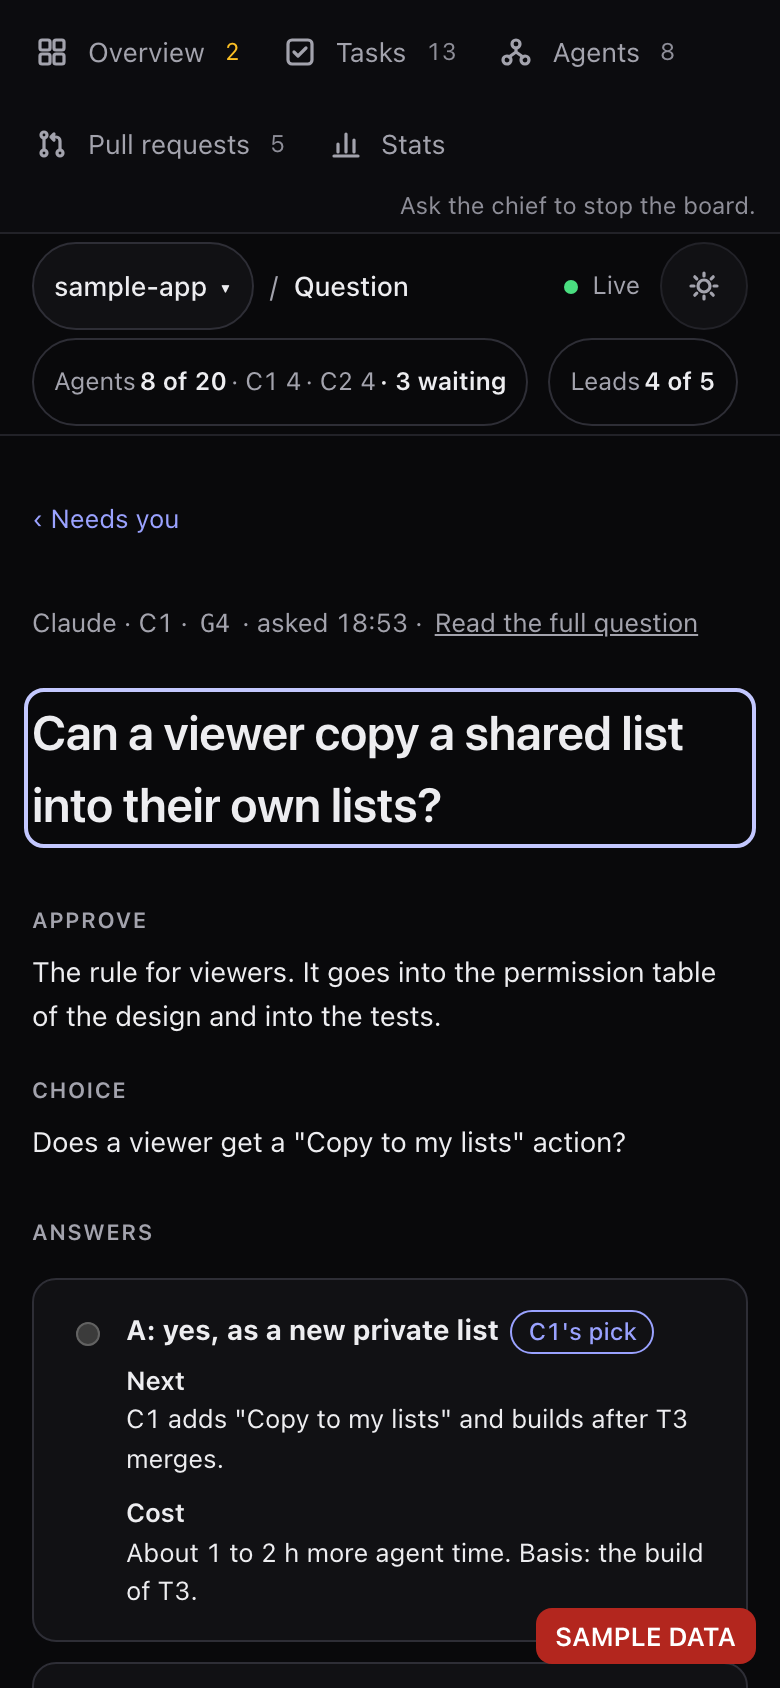 Overview 2 Tasks 13 Agents 8
Pull requests 5 Stats
Ask the chief to stop the board.
sample-app ▾ / Question Live
Agents 8 of 20 · C1 4 · C2 4 · 3 waiting Leads 4 of 5
‹ Needs you
Claude · C1 · G4 · asked 18:53 · Read the full question
Can a viewer copy a shared list
into their own lists?
APPROVE
The rule for viewers. It goes into the permission table
of the design and into the tests.
CHOICE
Does a viewer get a "Copy to my lists" action?
ANSWERS
A: yes, as a new private list C1's pick
Next
C1 adds "Copy to my lists" and builds after T3
merges.
Cost
About 1 to 2 h more agent time. Basis: the build
of T3.
SAMPLE DATA